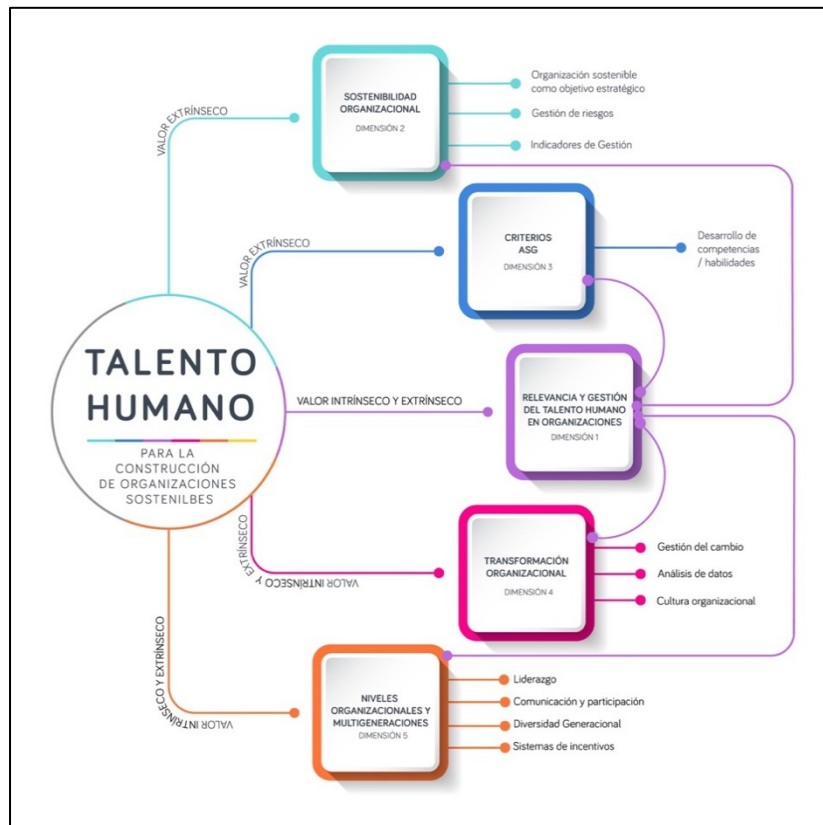 VALOR EXTRÍNSECO
SOSTENIBILIDAD
ORGANIZACIONAL
DIMENSIÓN 2
Organización sostenible
como objetivo estratégico
Gestión de riesgos
Indicadores de Gestión
VALOR EXTRÍNSECO
CRITERIOS
ASG
DIMENSIÓN 3
Desarrollo de
competencias
/ habilidades
TALENTO
HUMANO
PARA LA
CONSTRUCCIÓN
DE ORGANIZACIONES
SOSTENILBES
VALOR INTRÍNSECO Y EXTRÍNSECO
RELEVANCIA Y GESTIÓN
DEL TALENTO HUMANO
EN ORGANIZACIONES
DIMENSIÓN 1
VALOR INTRÍNSECO Y EXTRÍNSECO
TRANSFORMACIÓN
ORGANIZACIONAL
DIMENSIÓN 4
Gestión del cambio
Análisis de datos
Cultura organizacional
VALOR INTRÍNSECO Y EXTRÍNSECO
NIVELES
ORGANIZACIONALES Y
MULTIGENERACIONES
DIMENSIÓN 5
Liderazgo
Comunicación y participación
Diversidad Generacional
Sistemas de incentivos